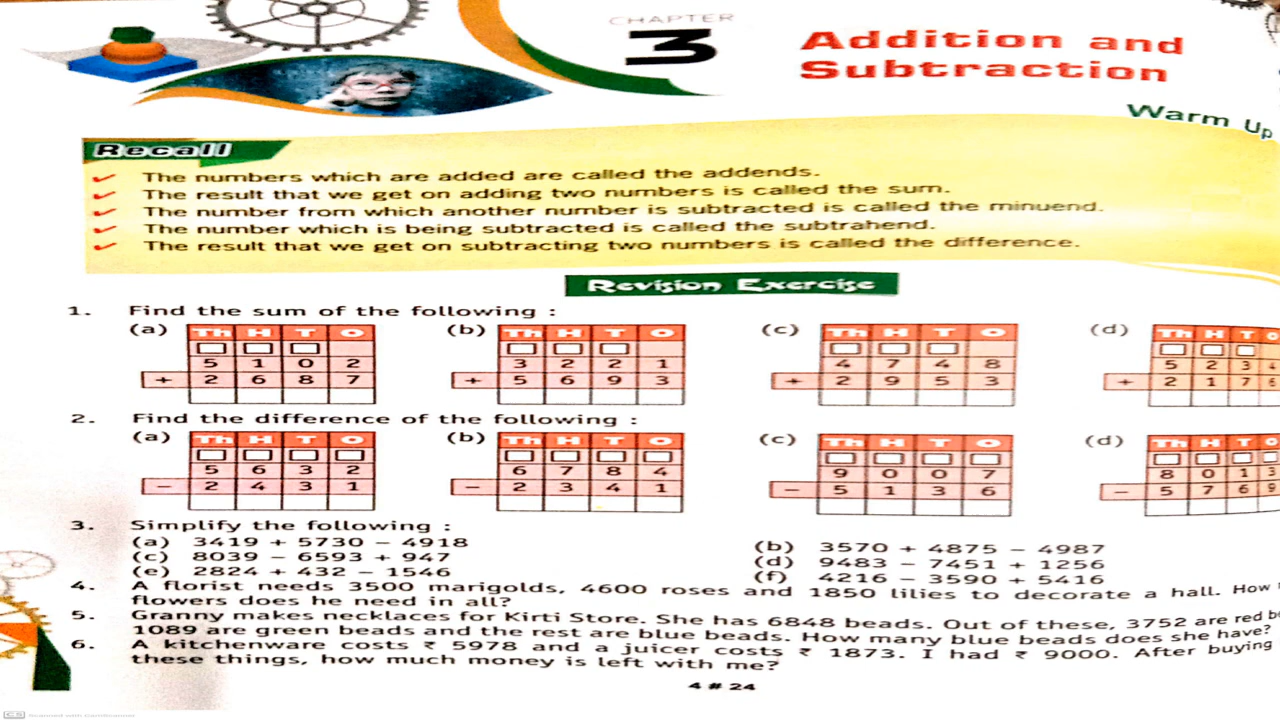 CHAPTER
3
Addition and
Subtraction
Warm Up
Recall
The numbers which are added are called the addends.
The result that we get on adding two numbers is called the sum.
The number from which another number is subtracted is called the minuend.
The number which is being subtracted is called the subtrahend.
The result that we get on subtracting two numbers is called the difference.
Revision Exercise
1. Find the sum of the following :
(a) (b) (c) (d)
Th H T O Th H T O Th H T O Th H T O
5 1 0 2 3 2 2 1 4 7 4 8 5 2 3 4
+ 2 6 8 7 + 5 6 9 3 + 2 9 5 3 + 2 1 7 6
2. Find the difference of the following :
(a) (b) (c) (d)
Th H T O Th H T O Th H T O Th H T O
5 6 3 2 6 7 8 4 9 0 0 7 8 0 1 3
− 2 4 3 1 − 2 3 4 1 − 5 1 3 6 − 5 7 6 9
3. Simplify the following :
(a) 3419 + 5730 − 4918 (b) 3570 + 4875 − 4987
(c) 8039 − 6593 + 947 (d) 9483 − 7451 + 1256
(e) 2824 + 432 − 1546 (f) 4216 − 3590 + 5416
4. A florist needs 3500 marigolds, 4600 roses and 1850 lilies to decorate a hall. How
flowers does he need in all?
5. Granny makes necklaces for Kirti Store. She has 6848 beads. Out of these, 3752 are red
1089 are green beads and the rest are blue beads. How many blue beads does she have?
6. A kitchenware costs ₹ 5978 and a juicer costs ₹ 1873. I had ₹ 9000. After buying
these things, how much money is left with me?
4 # 24
CS Scanned with CamScanner